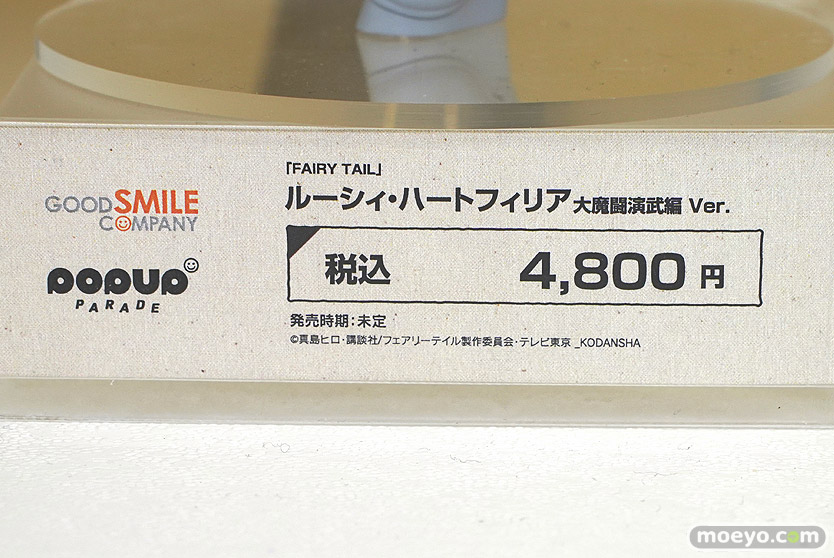 GOOD SMILE
COMPANY
POPUP
PARADE
「FAIRY TAIL」
ルーシィ・ハートフィリア 大魔闘演武編 Ver.
税込 4,800 円
発売時期：未定
©真島ヒロ・講談社/フェアリーテイル製作委員会・テレビ東京 _KODANSHA
moeyo.com